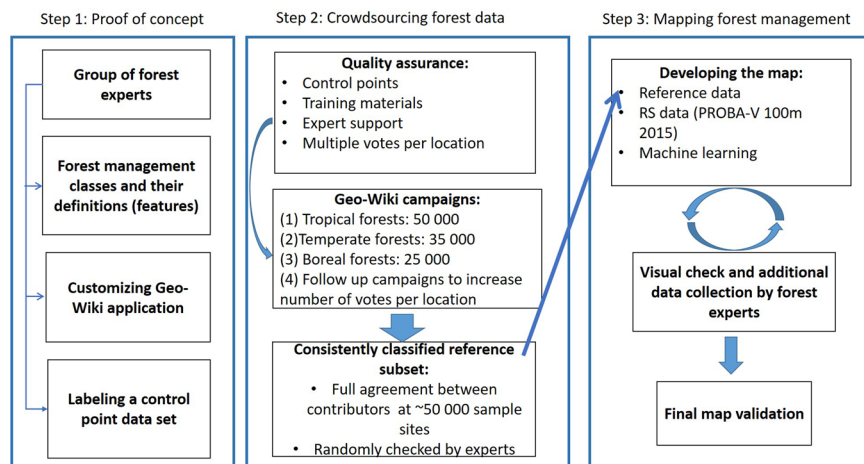 Step 1: Proof of concept
Group of forest
experts
Forest management
classes and their
definitions (features)
Customizing Geo-
Wiki application
Labeling a control
point data set
Step 2: Crowdsourcing forest data
Quality assurance:
• Control points
• Training materials
• Expert support
• Multiple votes per location
Geo-Wiki campaigns:
(1) Tropical forests: 50 000
(2)Temperate forests: 35 000
(3) Boreal forests: 25 000
(4) Follow up campaigns to increase
number of votes per location
Consistently classified reference
subset:
• Full agreement between
contributors at ~50 000 sample
sites
• Randomly checked by experts
Step 3: Mapping forest management
Developing the map:
• Reference data
• RS data (PROBA-V 100m
2015)
• Machine learning
Visual check and additional
data collection by forest
experts
Final map validation